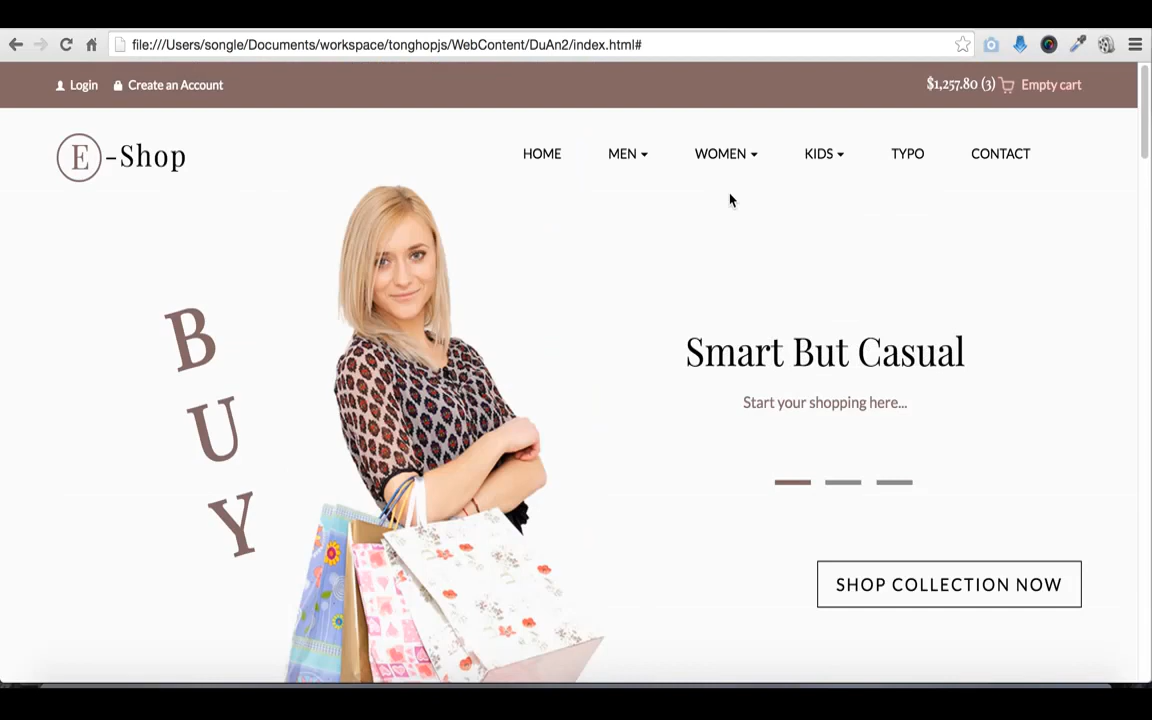 file:///Users/songle/Documents/workspace/tonghopjs/WebContent/DuAn2/index.html#
Login Create an Account $1,257.80 (3) Empty cart
E-Shop HOME MEN WOMEN KIDS TYPO CONTACT
B
U
Y
Smart But Casual
Start your shopping here...
SHOP COLLECTION NOW